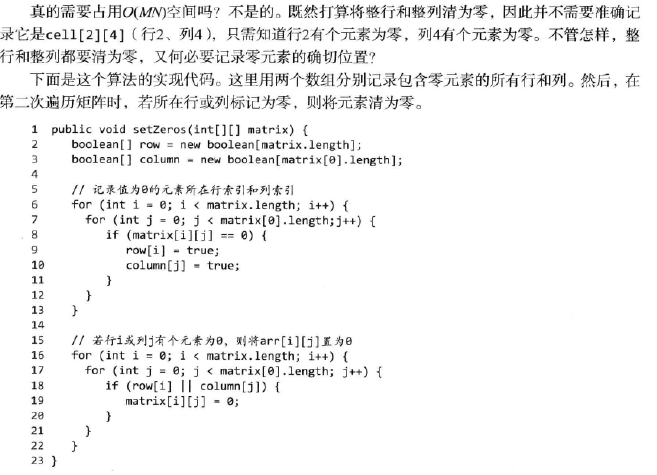 真的需要占用O(MN)空间吗？不是的。既然打算将整行和整列清为零，因此并不需要准确记
录它是cell[2][4]（行2、列4），只需知道行2有个元素为零，列4有个元素为零。不管怎样，整
行和整列都要清为零，又何必要记录零元素的确切位置？
下面是这个算法的实现代码。这里用两个数组分别记录包含零元素的所有行和列。然后，在
第二次遍历矩阵时，若所在行或列标记为零，则将元素清为零。
1 public void setZeros(int[][] matrix) {
2 boolean[] row = new boolean[matrix.length];
3 boolean[] column = new boolean[matrix[0].length];
4
5 // 记录值为0的元素所在行索引和列索引
6 for (int i = 0; i < matrix.length; i++) {
7 for (int j = 0; j < matrix[0].length;j++) {
8 if (matrix[i][j] == 0) {
9 row[i] = true;
10 column[j] = true;
11 }
12 }
13 }
14
15 // 若行i或列j有个元素为0，则将arr[i][j]置为0
16 for (int i = 0; i < matrix.length; i++) {
17 for (int j = 0; j < matrix[0].length; j++) {
18 if (row[i] || column[j]) {
19 matrix[i][j] = 0;
20 }
21 }
22 }
23 }